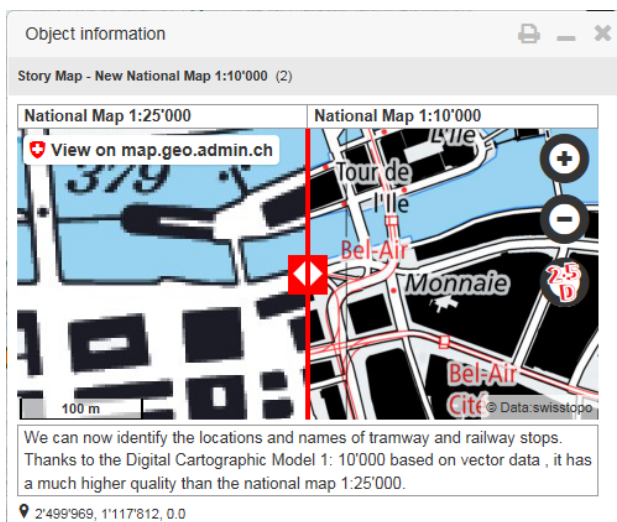 Object information
Story Map - New National Map 1:10'000 (2)
National Map 1:25'000
National Map 1:10'000
View on map.geo.admin.ch
379
L'Ile
Tour de
l'Ile
Bel-Air
Monnaie
2.5
D
Bel-Air
Cité
© Data:swisstopo
100 m
We can now identify the locations and names of tramway and railway stops.
Thanks to the Digital Cartographic Model 1: 10'000 based on vector data , it has
a much higher quality than the national map 1:25'000.
2'499'969, 1'117'812, 0.0